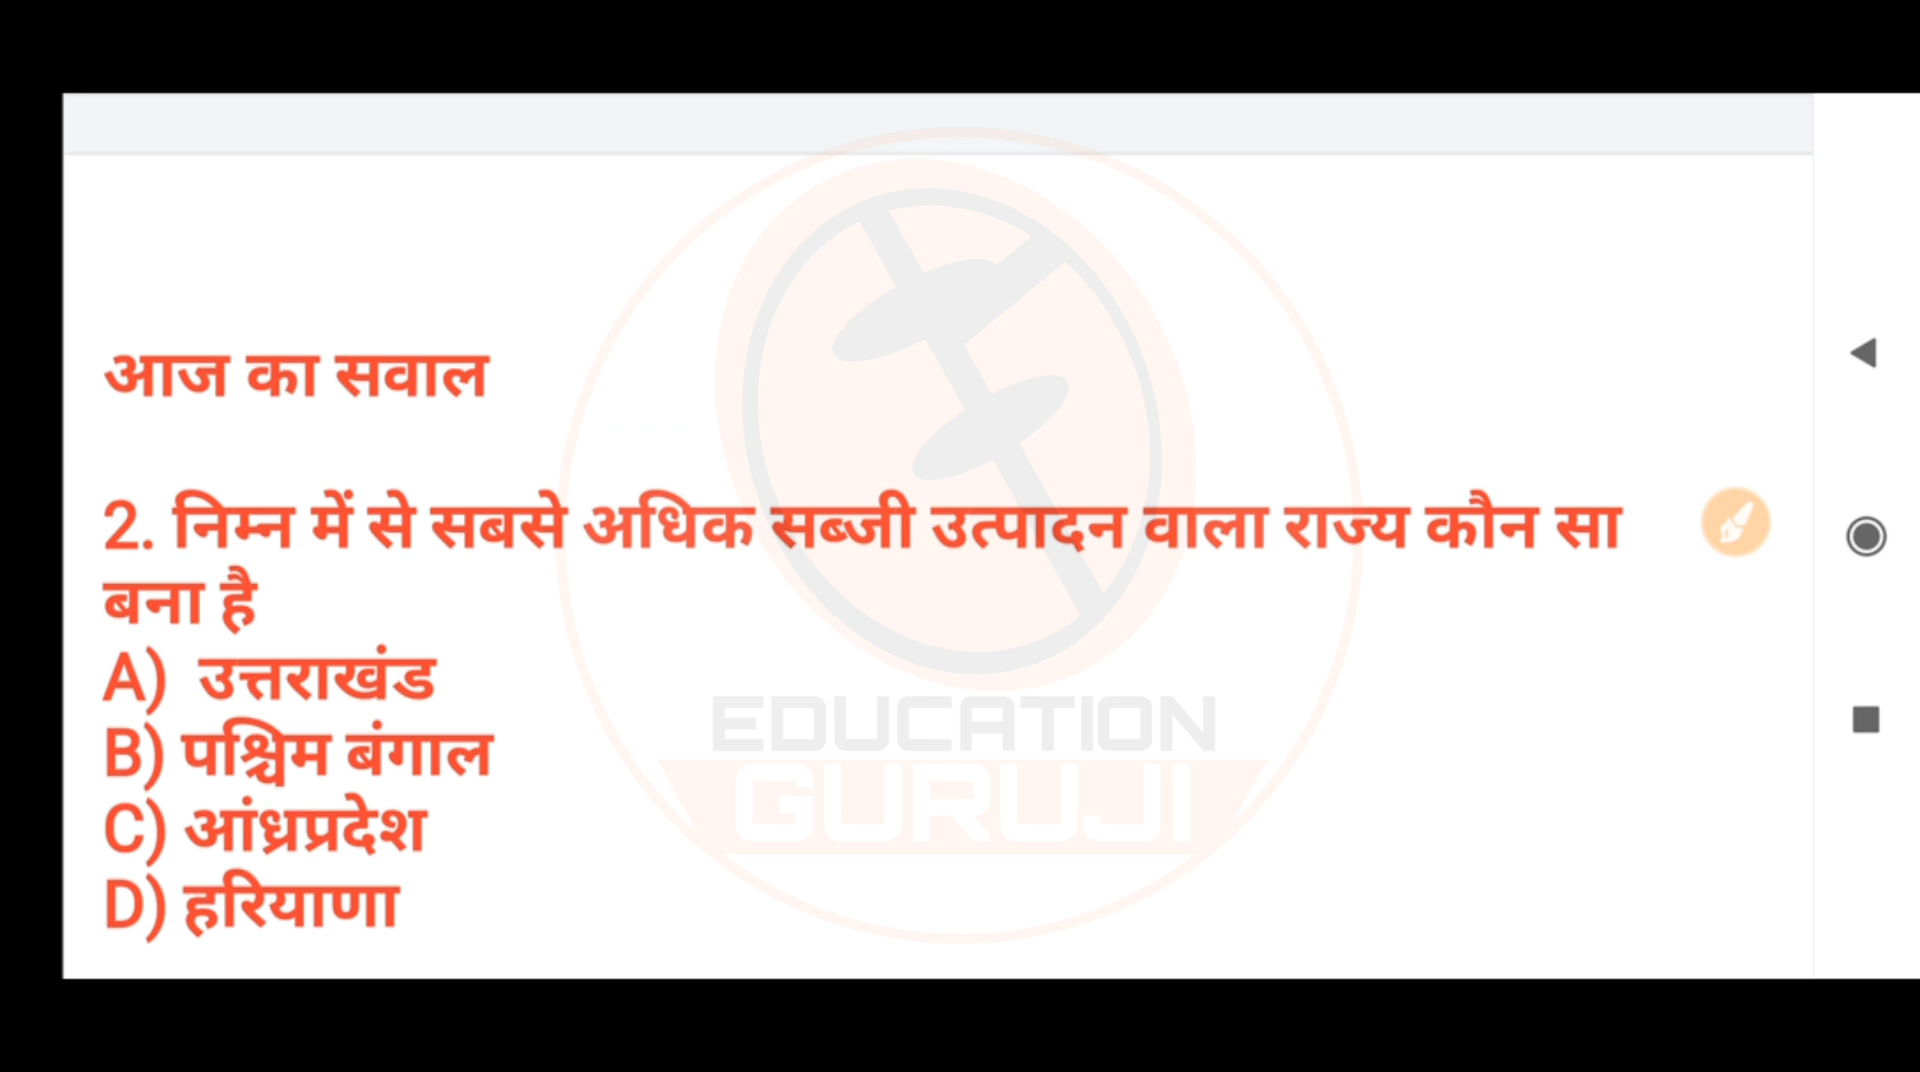 आज का सवाल
2. निम्न में से सबसे अधिक सब्जी उत्पादन वाला राज्य कौन सा
बना है
A) उत्तराखंड
B) पश्चिम बंगाल
C) आंध्रप्रदेश
D) हरियाणा
EDUCATION
GURUJI